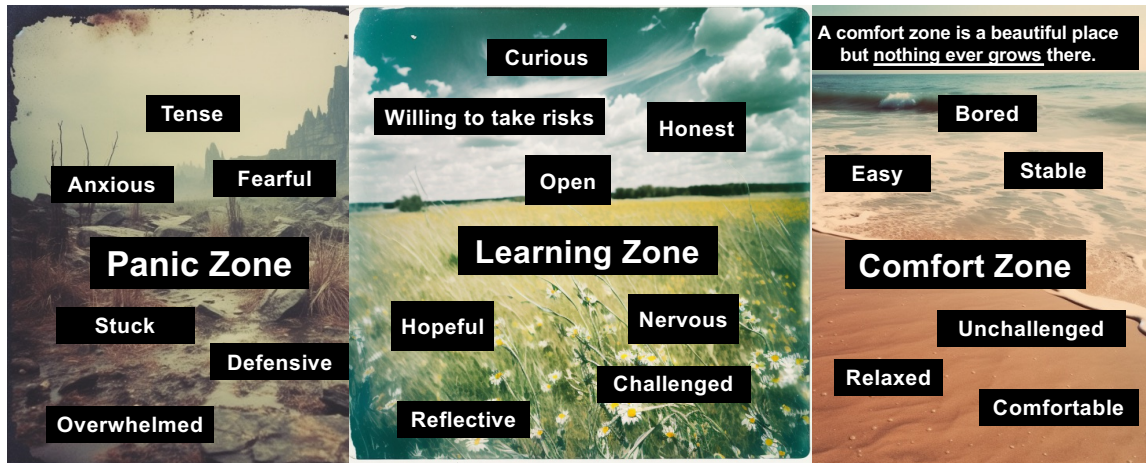 Tense
Anxious
Fearful
Panic Zone
Stuck
Defensive
Overwhelmed
Curious
Willing to take risks
Honest
Open
Learning Zone
Hopeful
Nervous
Challenged
Reflective
A comfort zone is a beautiful place
but nothing ever grows there.
Bored
Easy
Stable
Comfort Zone
Unchallenged
Relaxed
Comfortable